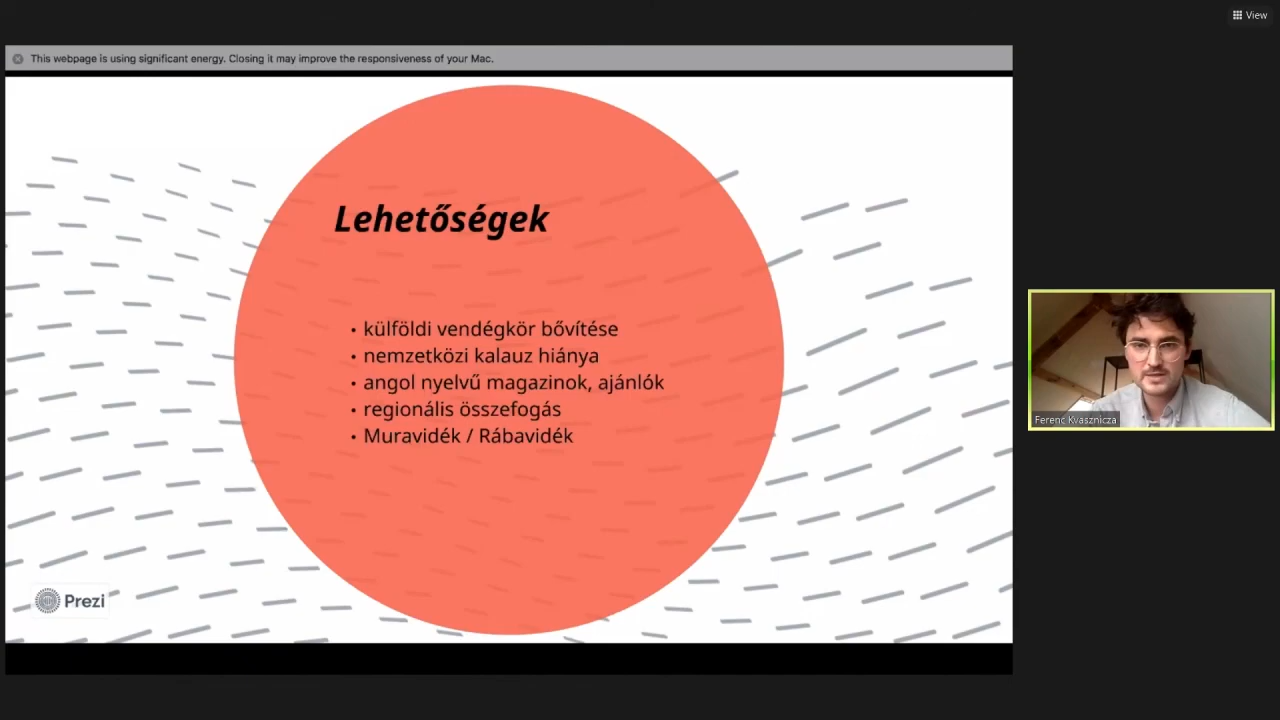 View
This webpage is using significant energy. Closing it may improve the responsiveness of your Mac.
Lehetőségek
• külföldi vendégkör bővítése
• nemzetközi kalauz hiánya
• angol nyelvű magazinok, ajánlók
• regionális összefogás
• Muravidék / Rábavidék
Ferenc Kvasznicza
Prezi